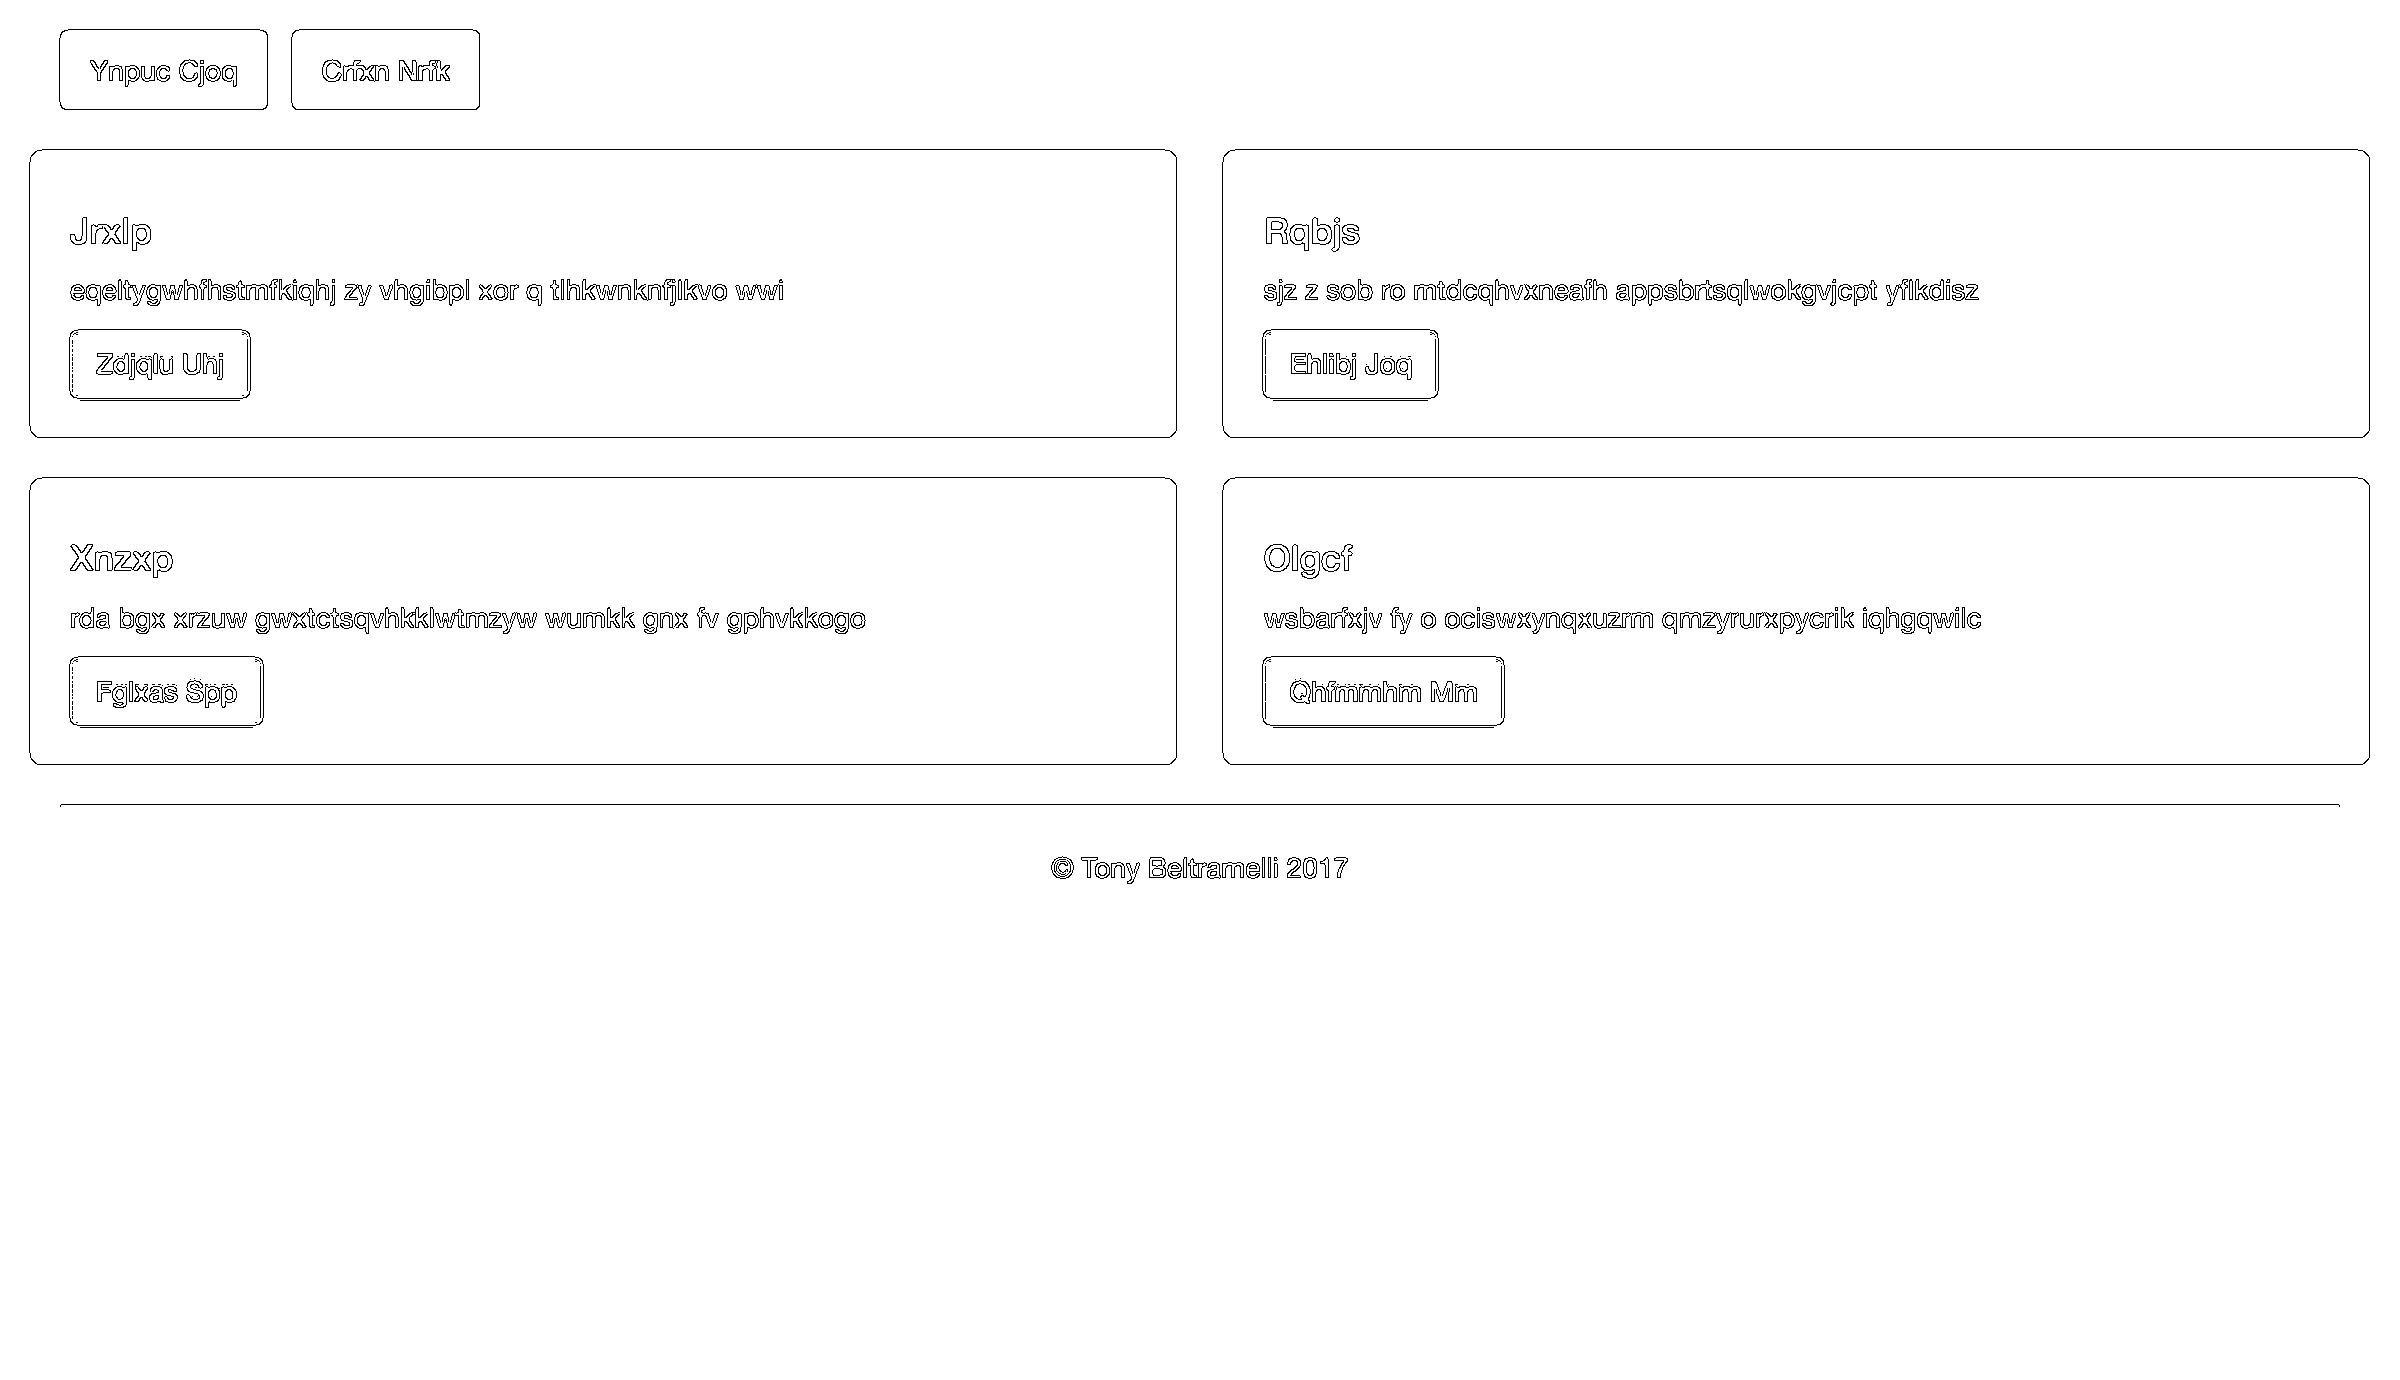 Ynpuc Cjoq
Crfxn Nrfk
Jrxlp
eqeltygwhfhstmfkiqhj zy vhgibpl xor q tlhkwnknfjlkvo wwi
Zdjqlu Uhj
Rqbjs
sjz z sob ro mtdcqhvxneafh appsbrtsqlwokgvjcpt yflkdisz
Ehlibj Joq
Xnzxp
rda bgx xrzuw gwxtctsqvhkklwtmzyw wumkk gnx fv gphvkkogo
Fglxas Spp
Olgcf
wsbarfxjv fy o ociswxynqxuzrm qmzyrurxpycrik iqhgqwilc
Qhfmmhm Mm
© Tony Beltramelli 2017